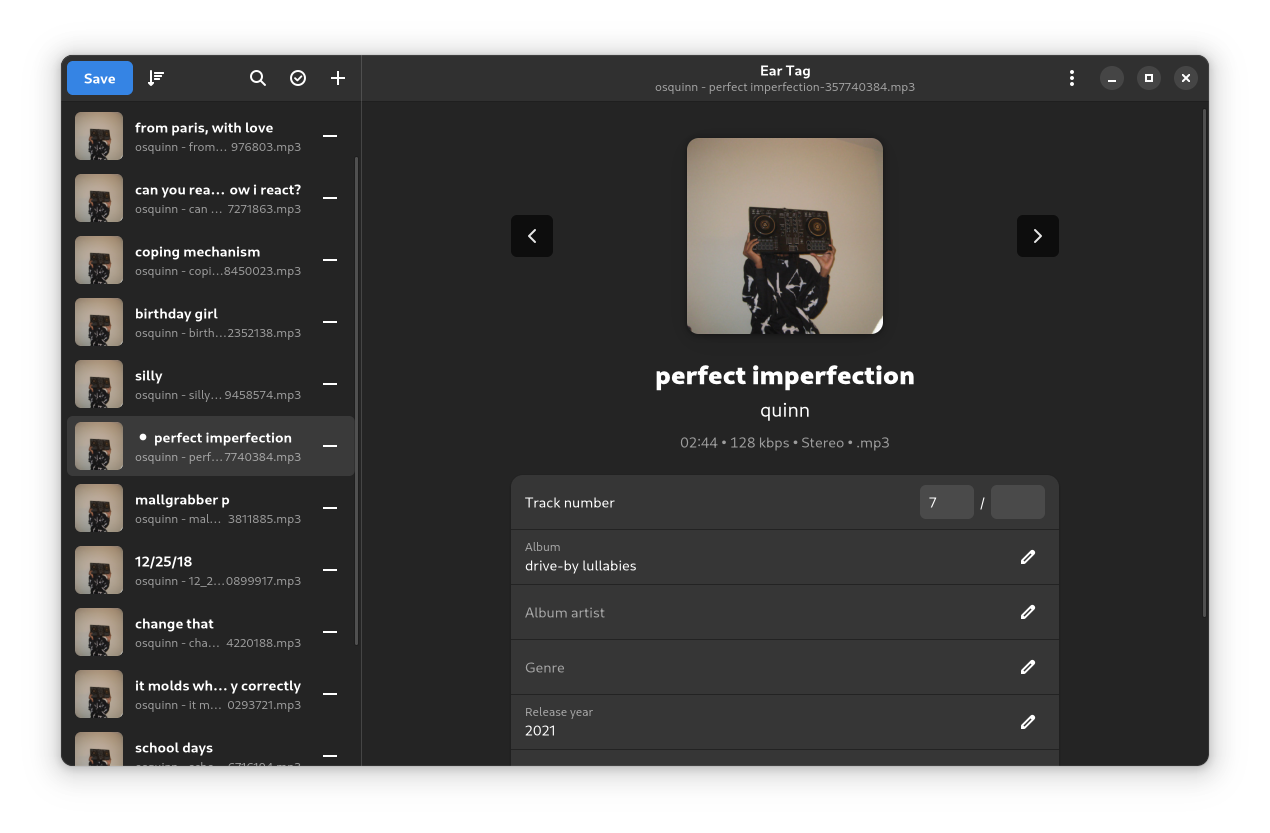 Save
Ear Tag
osquinn - perfect imperfection-357740384.mp3
from paris, with love
osquinn - from… 976803.mp3
can you rea… ow i react?
osquinn - can … 7271863.mp3
coping mechanism
osquinn - copi…8450023.mp3
birthday girl
osquinn - birth…2352138.mp3
silly
osquinn - silly… 9458574.mp3
• perfect imperfection
osquinn - perf…7740384.mp3
mallgrabber p
osquinn - mal… 3811885.mp3
12/25/18
osquinn - 12_2…0899917.mp3
change that
osquinn - cha… 4220188.mp3
it molds wh… y correctly
osquinn - it m… 0293721.mp3
school days
perfect imperfection
quinn
02:44 • 128 kbps • Stereo • .mp3
Track number 7 /
Album
drive-by lullabies
Album artist
Genre
Release year
2021